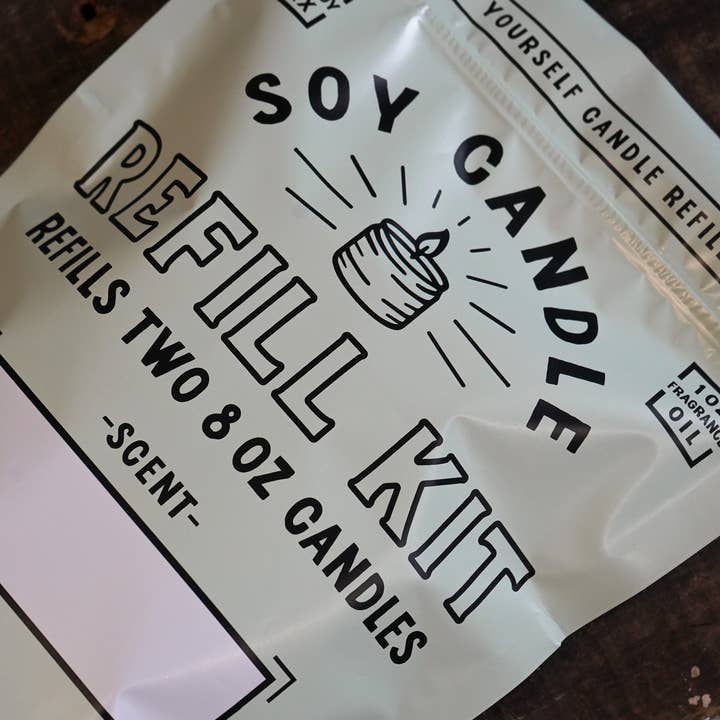 YOURSELF CANDLE REFILL
SOY CANDLE
REFILL KIT
REFILLS TWO 8 OZ CANDLES
-SCENT-
FRAGRANCE
OIL